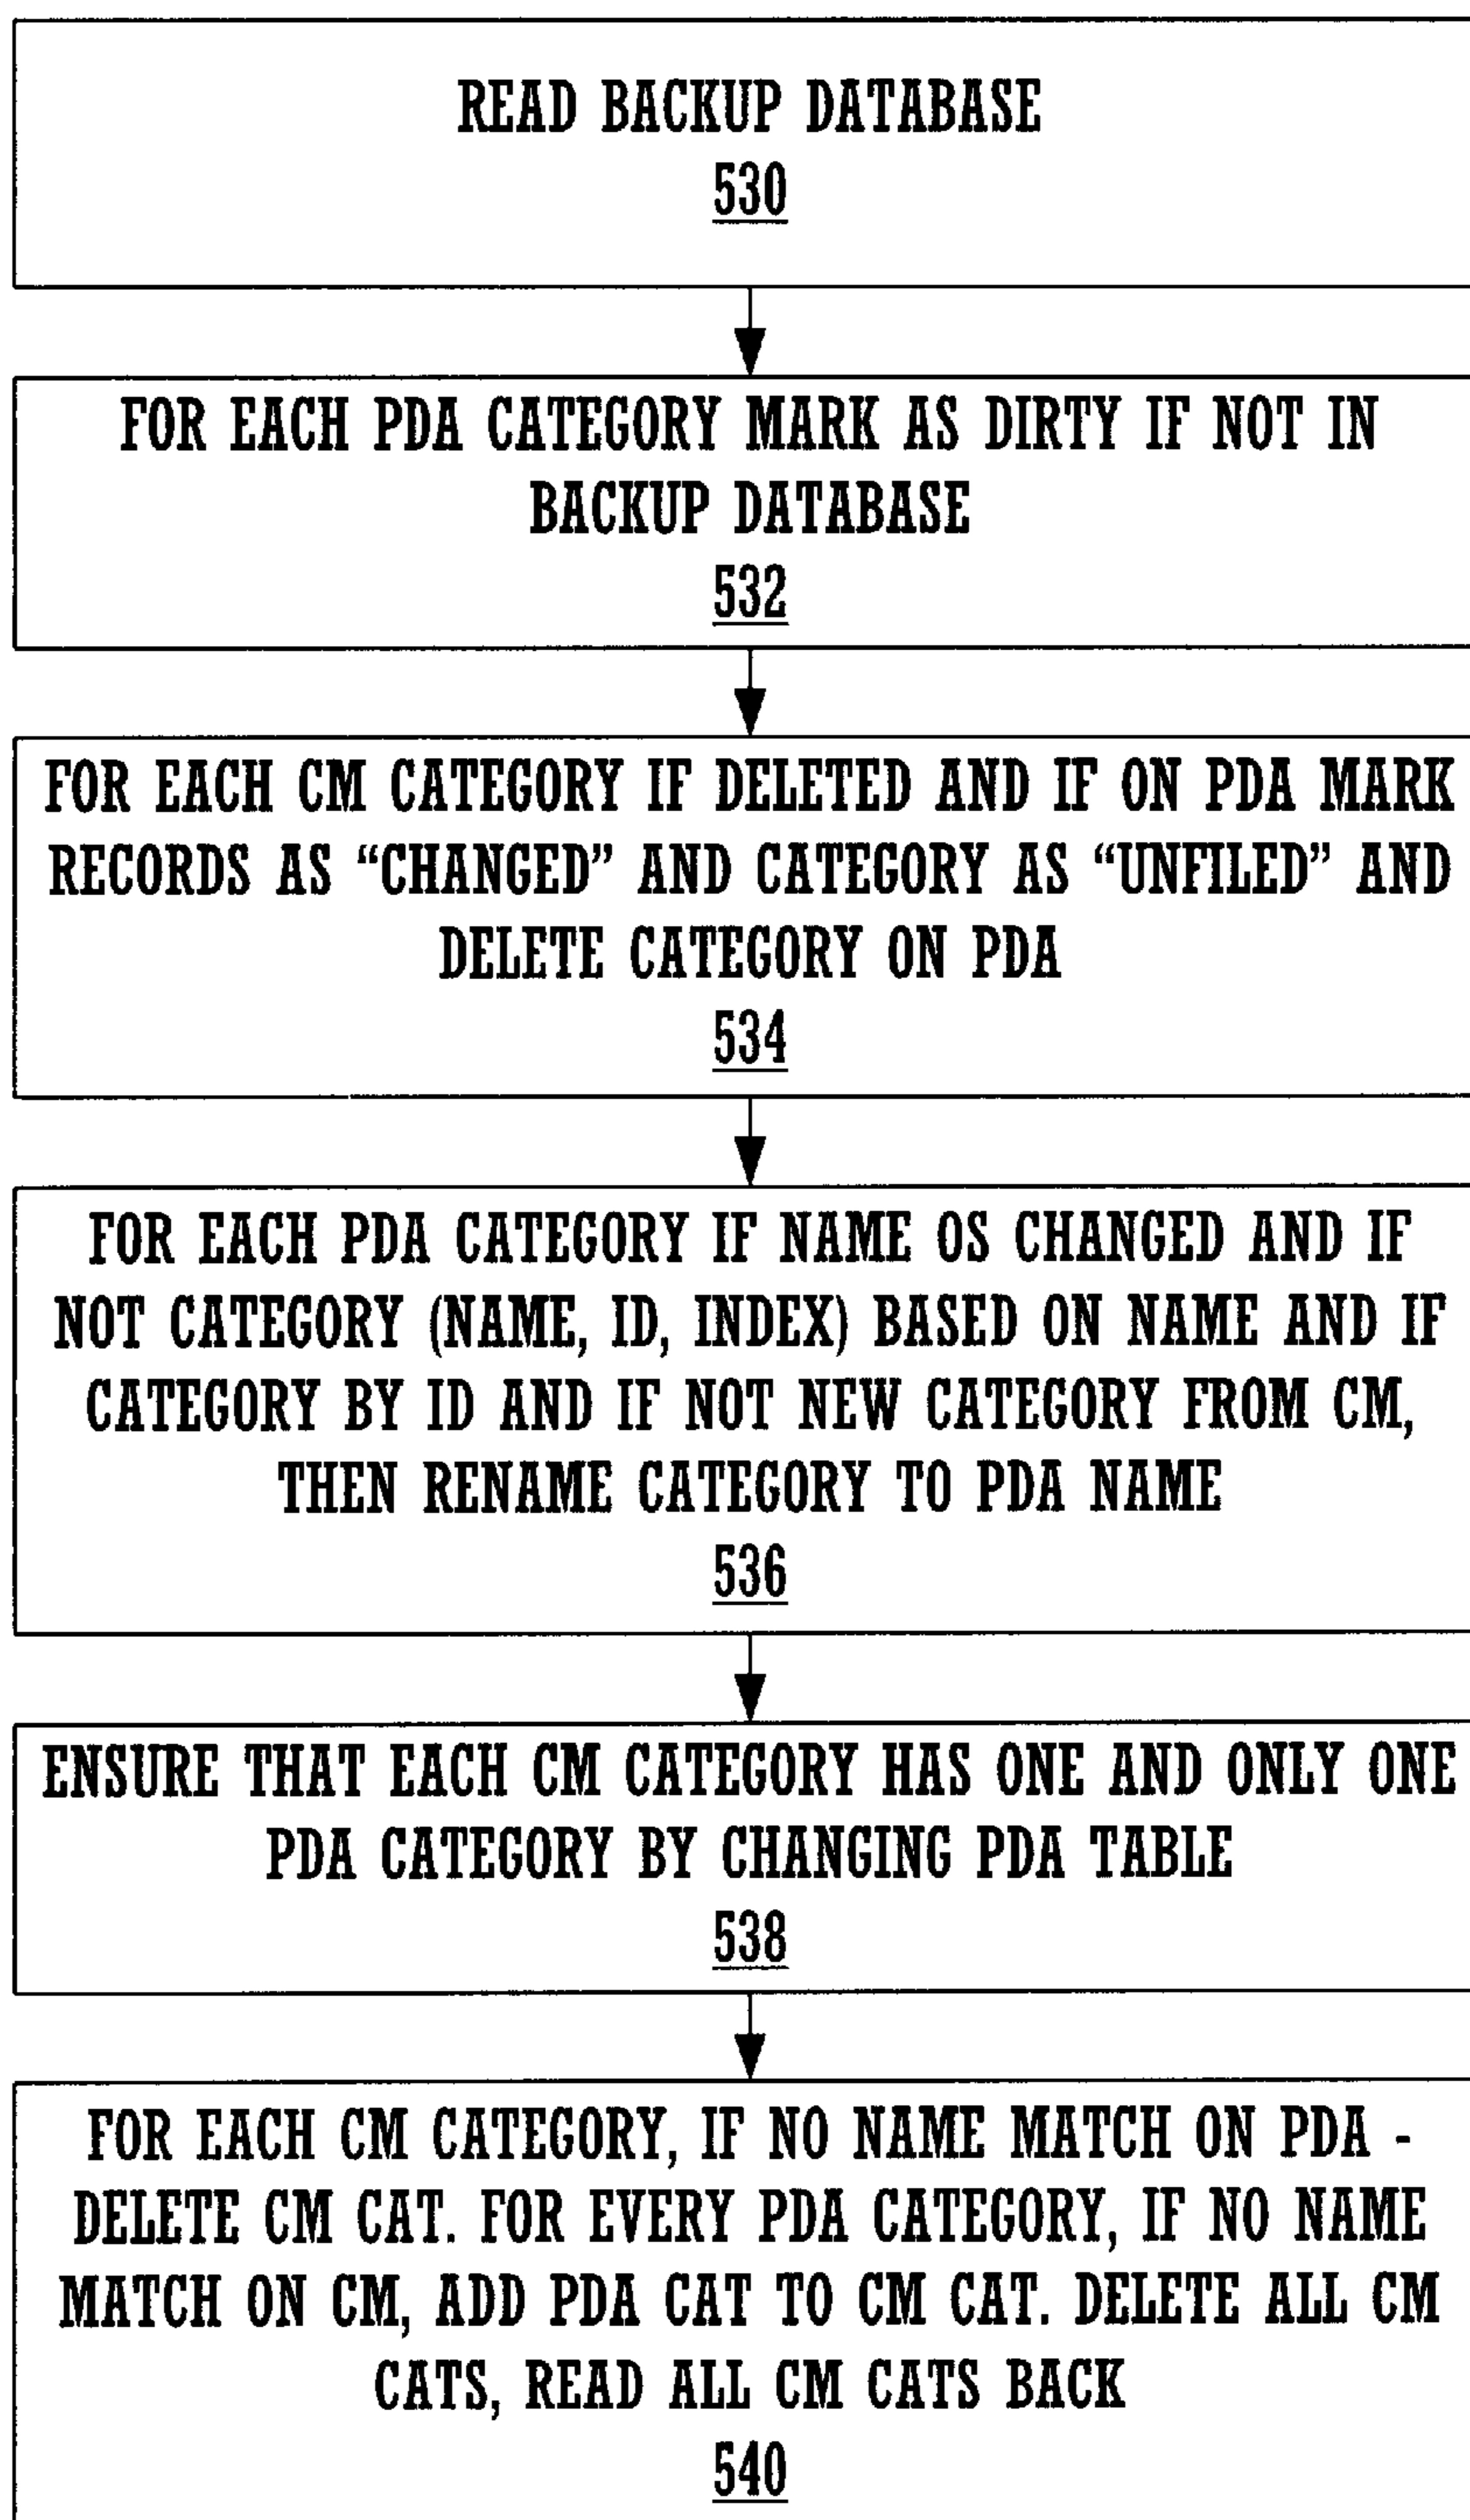 READ BACKUP DATABASE
530
FOR EACH PDA CATEGORY MARK AS DIRTY IF NOT IN
BACKUP DATABASE
532
FOR EACH CM CATEGORY IF DELETED AND IF ON PDA MARK
RECORDS AS “CHANGED” AND CATEGORY AS “UNFILED” AND
DELETE CATEGORY ON PDA
534
FOR EACH PDA CATEGORY IF NAME OS CHANGED AND IF
NOT CATEGORY (NAME, ID, INDEX) BASED ON NAME AND IF
CATEGORY BY ID AND IF NOT NEW CATEGORY FROM CM,
THEN RENAME CATEGORY TO PDA NAME
536
ENSURE THAT EACH CM CATEGORY HAS ONE AND ONLY ONE
PDA CATEGORY BY CHANGING PDA TABLE
538
FOR EACH CM CATEGORY, IF NO NAME MATCH ON PDA -
DELETE CM CAT. FOR EVERY PDA CATEGORY, IF NO NAME
MATCH ON CM, ADD PDA CAT TO CM CAT. DELETE ALL CM
CATS, READ ALL CM CATS BACK
540